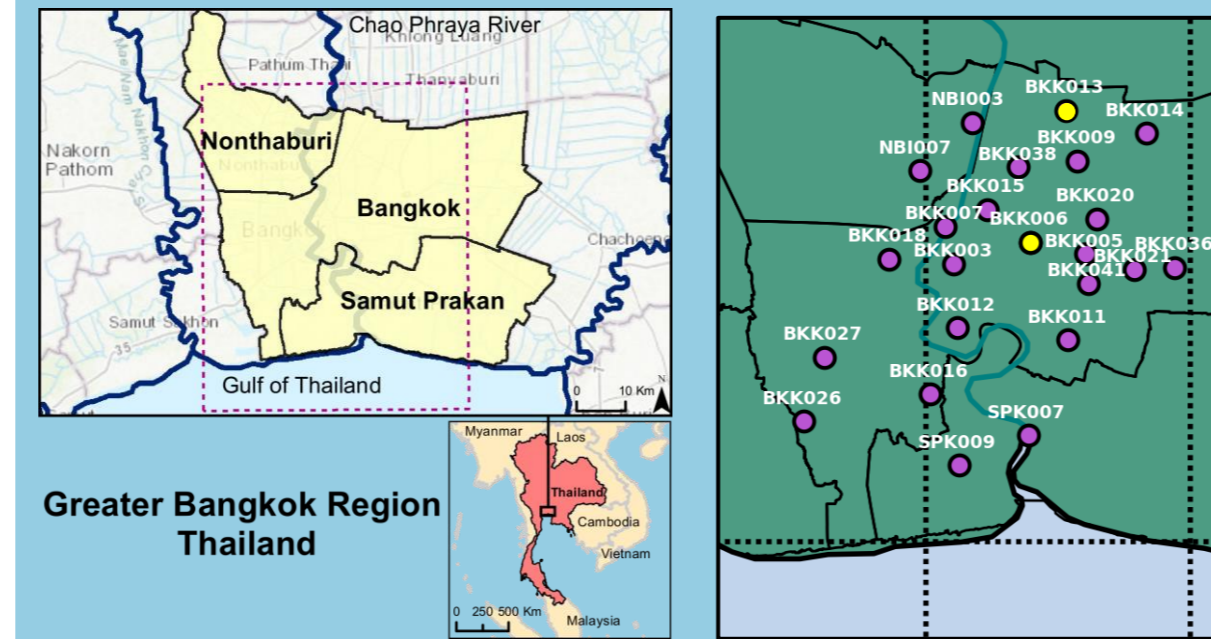 Chao Phraya River
Khlong Luang
Pathum Thani
Thanyaburi
Nonthaburi
Nonthaburi
Nakorn
Pathom
Bangkok
Bangkok
Chachoeng
Samut Prakan
Samut Sakhon
35
Gulf of Thailand
0 10 Km
N
Myanmar
Laos
Thailand
Cambodia
Vietnam
0 250 500 Km
Malaysia
Greater Bangkok Region
Thailand
BKK013
NBI003
BKK014
BKK009
NBI007
BKK038
BKK015
BKK020
BKK007
BKK006
BKK018
BKK003
BKK005
BKK036
BKK021
BKK041
BKK012
BKK011
BKK027
BKK016
BKK026
SPK007
SPK009